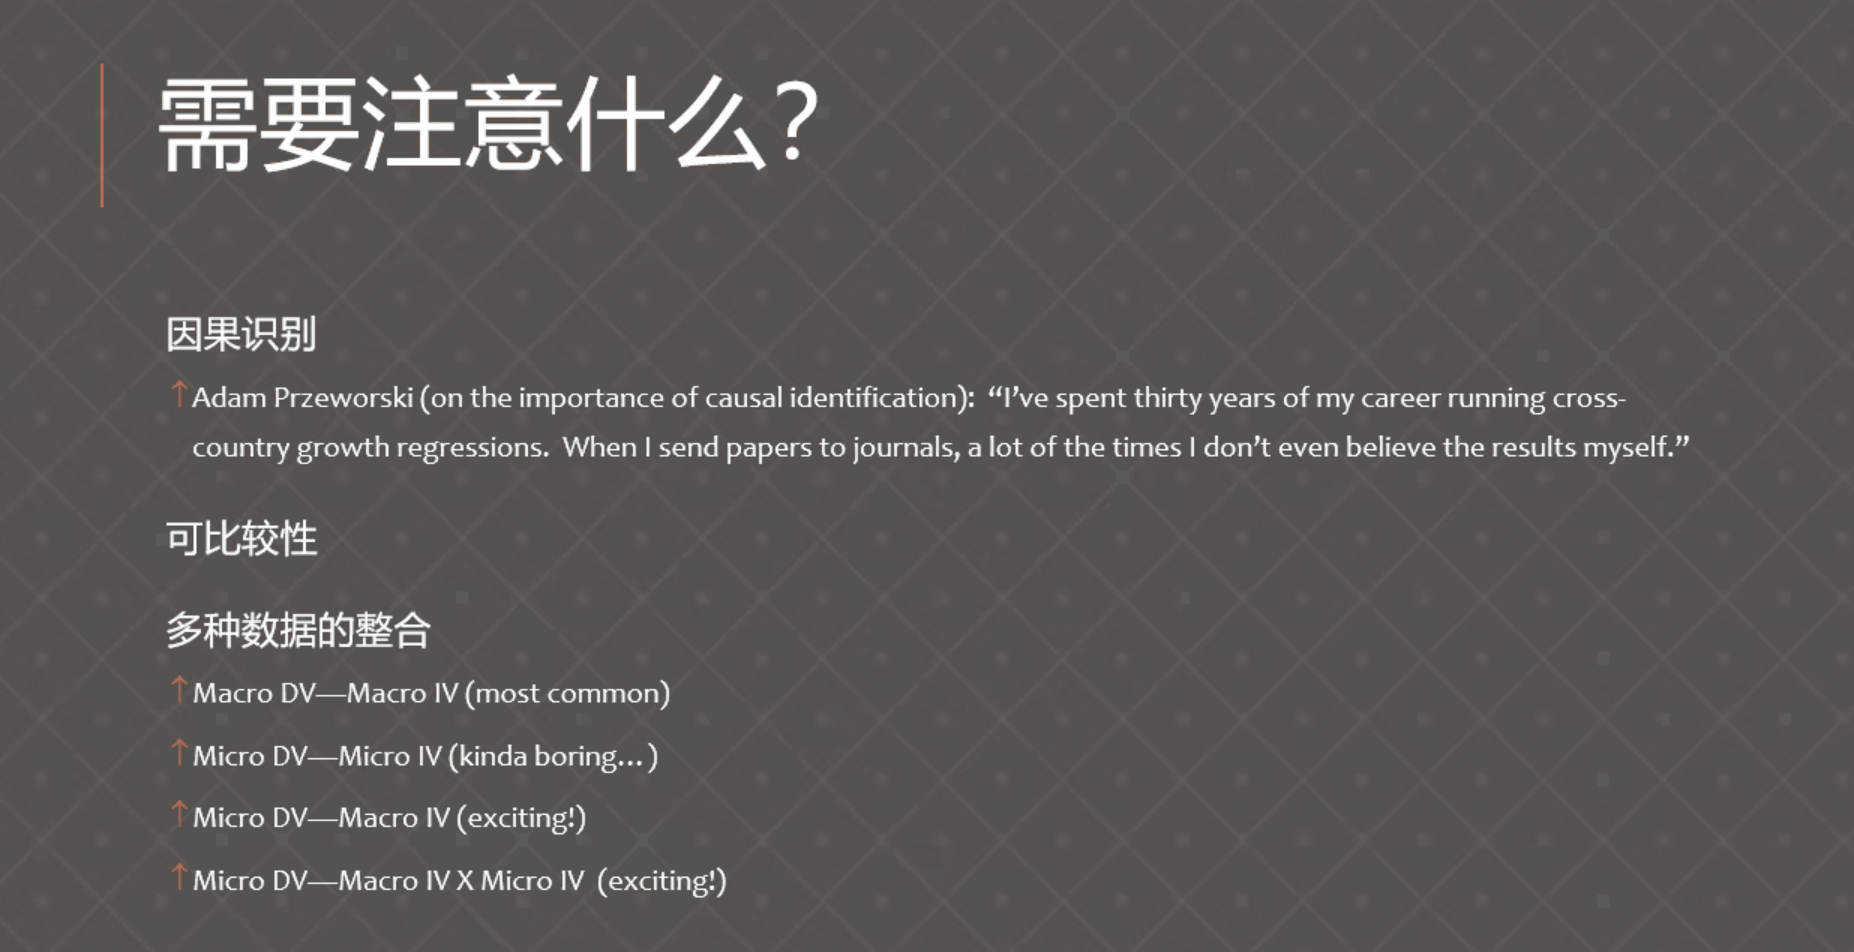 需要注意什么？
因果识别
↑Adam Przeworski (on the importance of causal identification):  “I’ve spent thirty years of my career running cross-
country growth regressions.  When I send papers to journals, a lot of the times I don’t even believe the results myself.”
可比较性
多种数据的整合
↑Macro DV—Macro IV (most common)
↑Micro DV—Micro IV (kinda boring…)
↑Micro DV—Macro IV (exciting!)
↑Micro DV—Macro IV X Micro IV  (exciting!)